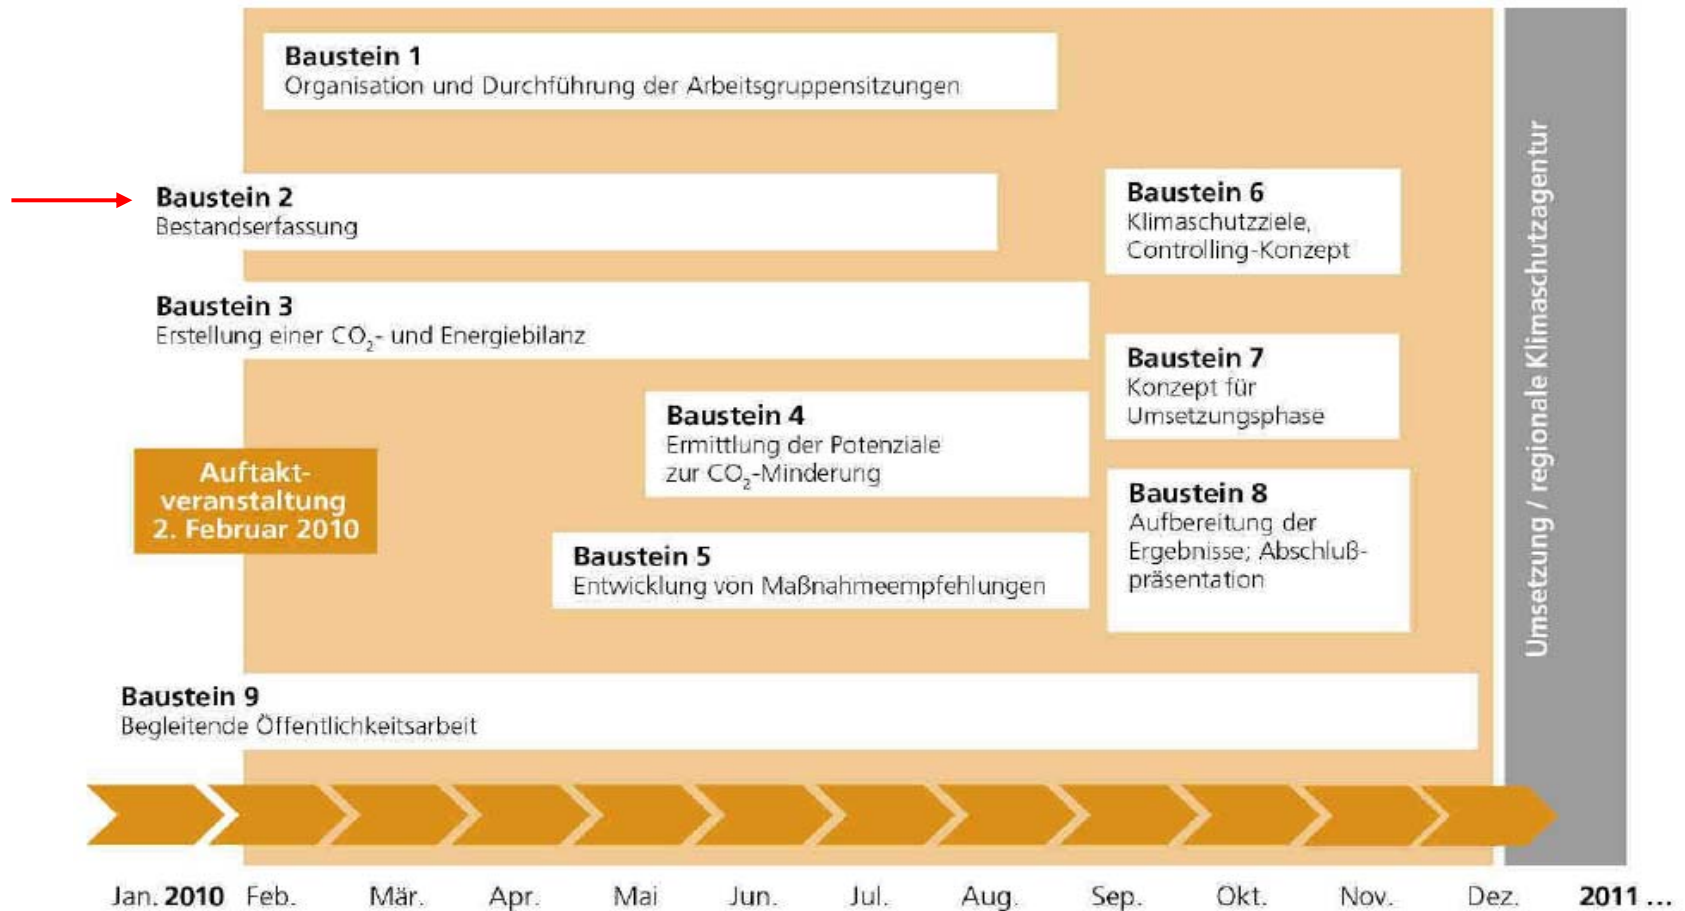 Baustein 1
Organisation und Durchführung der Arbeitsgruppensitzungen
Baustein 2
Bestandserfassung
Baustein 3
Erstellung einer CO₂- und Energiebilanz
Baustein 4
Ermittlung der Potenziale
zur CO₂-Minderung
Auftakt-
veranstaltung
2. Februar 2010
Baustein 5
Entwicklung von Maßnahmeempfehlungen
Baustein 6
Klimaschutzziele,
Controlling-Konzept
Baustein 7
Konzept für
Umsetzungsphase
Baustein 8
Aufbereitung der
Ergebnisse; Abschluß-
präsentation
Baustein 9
Begleitende Öffentlichkeitsarbeit
Umsetzung / regionale Klimaschutzagentur
Jan. 2010 Feb. Mär. Apr. Mai Jun. Jul. Aug. Sep. Okt. Nov. Dez. 2011 ...